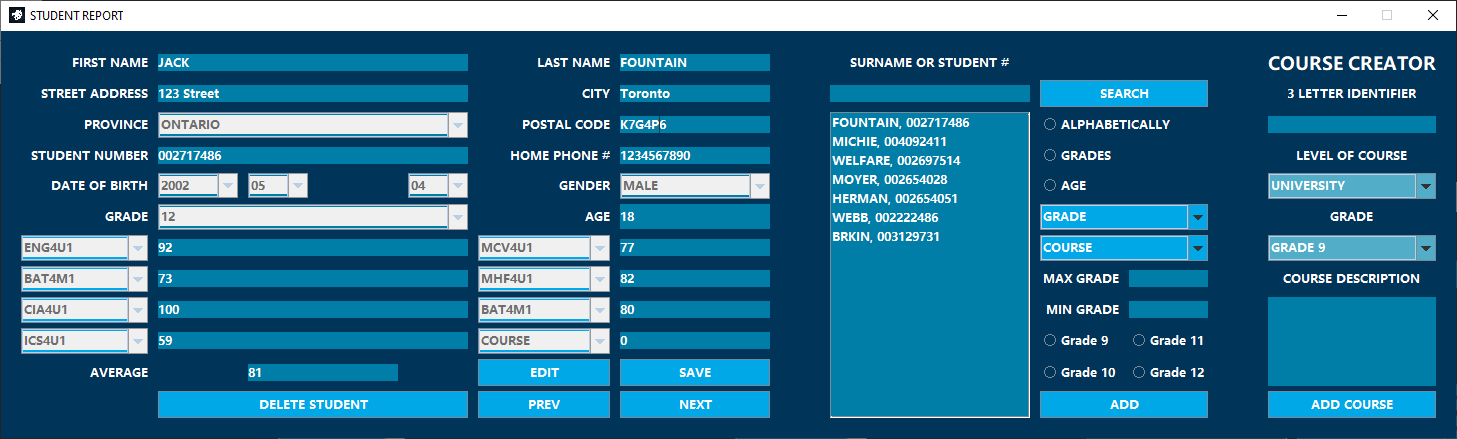 STUDENT REPORT
FIRST NAME JACK LAST NAME FOUNTAIN SURNAME OR STUDENT # COURSE CREATOR
STREET ADDRESS 123 Street CITY Toronto SEARCH 3 LETTER IDENTIFIER
PROVINCE ONTARIO POSTAL CODE K7G4P6 FOUNTAIN, 002717486 ALPHABETICALLY
MICHIE, 004092411
STUDENT NUMBER 002717486 HOME PHONE # 1234567890 WELFARE, 002697514 GRADES LEVEL OF COURSE
DATE OF BIRTH 2002 05 04 GENDER MALE MOYER, 002654028 AGE UNIVERSITY
HERMAN, 002654051
GRADE 12 AGE 18 WEBB, 002222486 GRADE GRADE
BRKIN, 003129731
ENG4U1 92 MCV4U1 77 COURSE GRADE 9
BAT4M1 73 MHF4U1 82 MAX GRADE COURSE DESCRIPTION
CIA4U1 100 BAT4M1 80 MIN GRADE
ICS4U1 59 COURSE 0 Grade 9 Grade 11
AVERAGE 81 EDIT SAVE Grade 10 Grade 12
DELETE STUDENT PREV NEXT ADD ADD COURSE